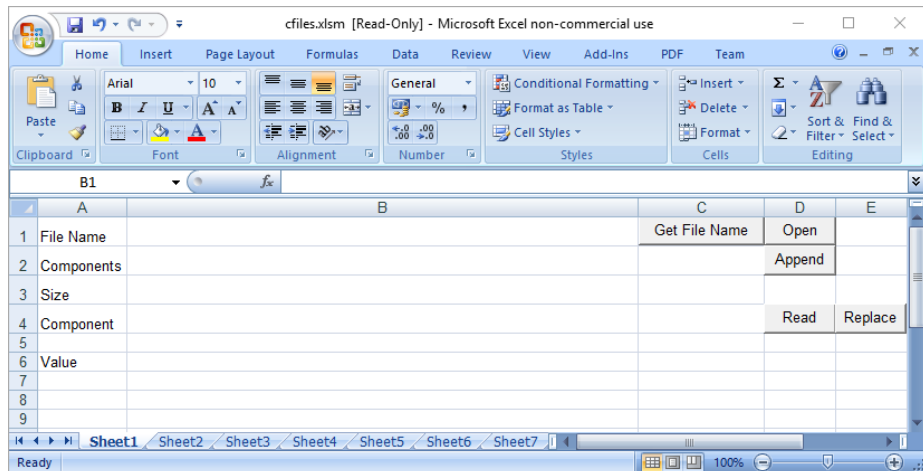 cfiles.xlsm [Read-Only] - Microsoft Excel non-commercial use
Home Insert Page Layout Formulas Data Review View Add-Ins PDF Team
Arial 10 General Conditional Formatting Insert Σ
Paste B I U A A % , Format as Table Delete Sort & Find &
Cell Styles Format Filter Select
Clipboard Font Alignment Number Styles Cells Editing
B1 fx
A B C D E
1 File Name Get File Name Open
2 Components Append
3 Size
4 Component Read Replace
5
6 Value
7
8
9
Sheet1 Sheet2 Sheet3 Sheet4 Sheet5 Sheet6 Sheet7
Ready 100%